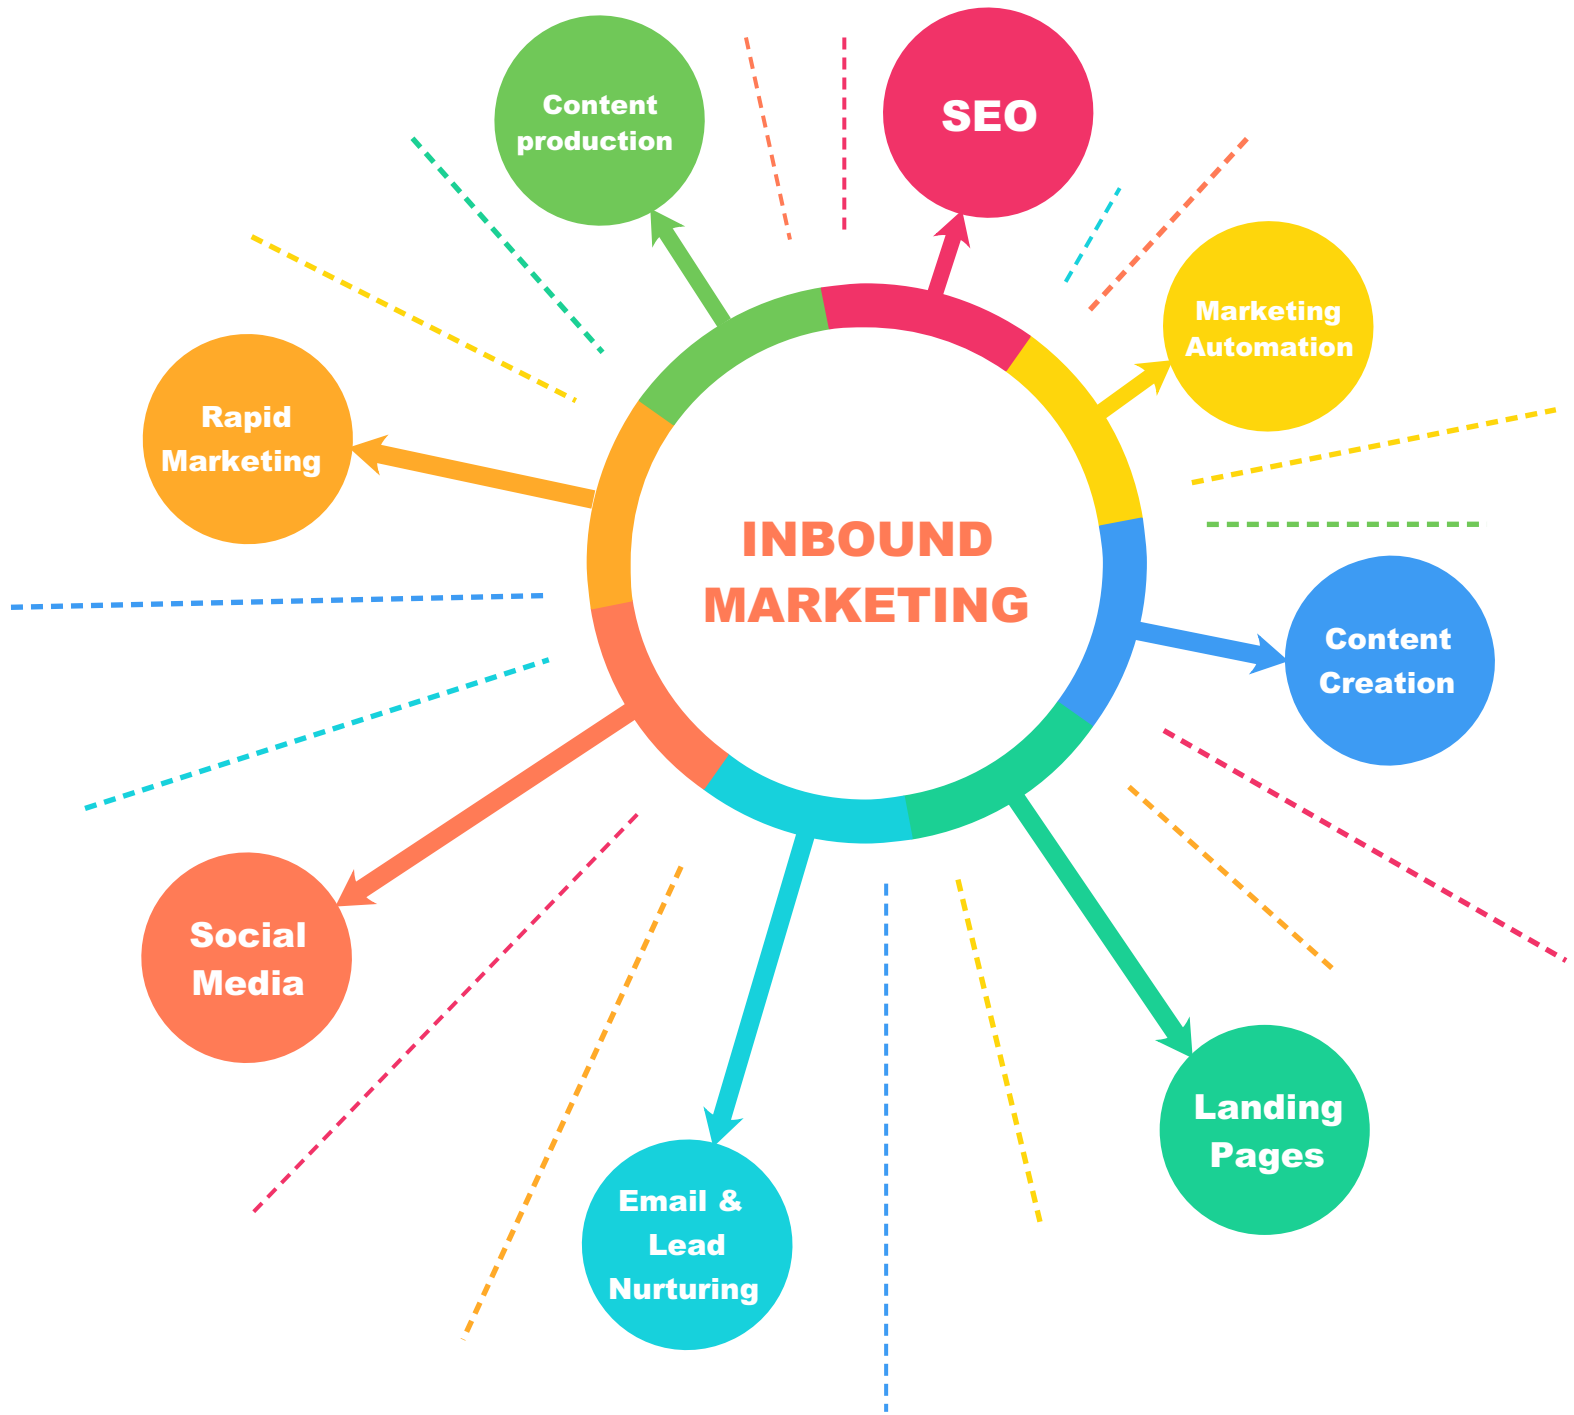 Content
production
SEO
Marketing
Automation
Rapid
Marketing
INBOUND
MARKETING
Content
Creation
Social
Media
Landing
Pages
Email &
Lead
Nurturing